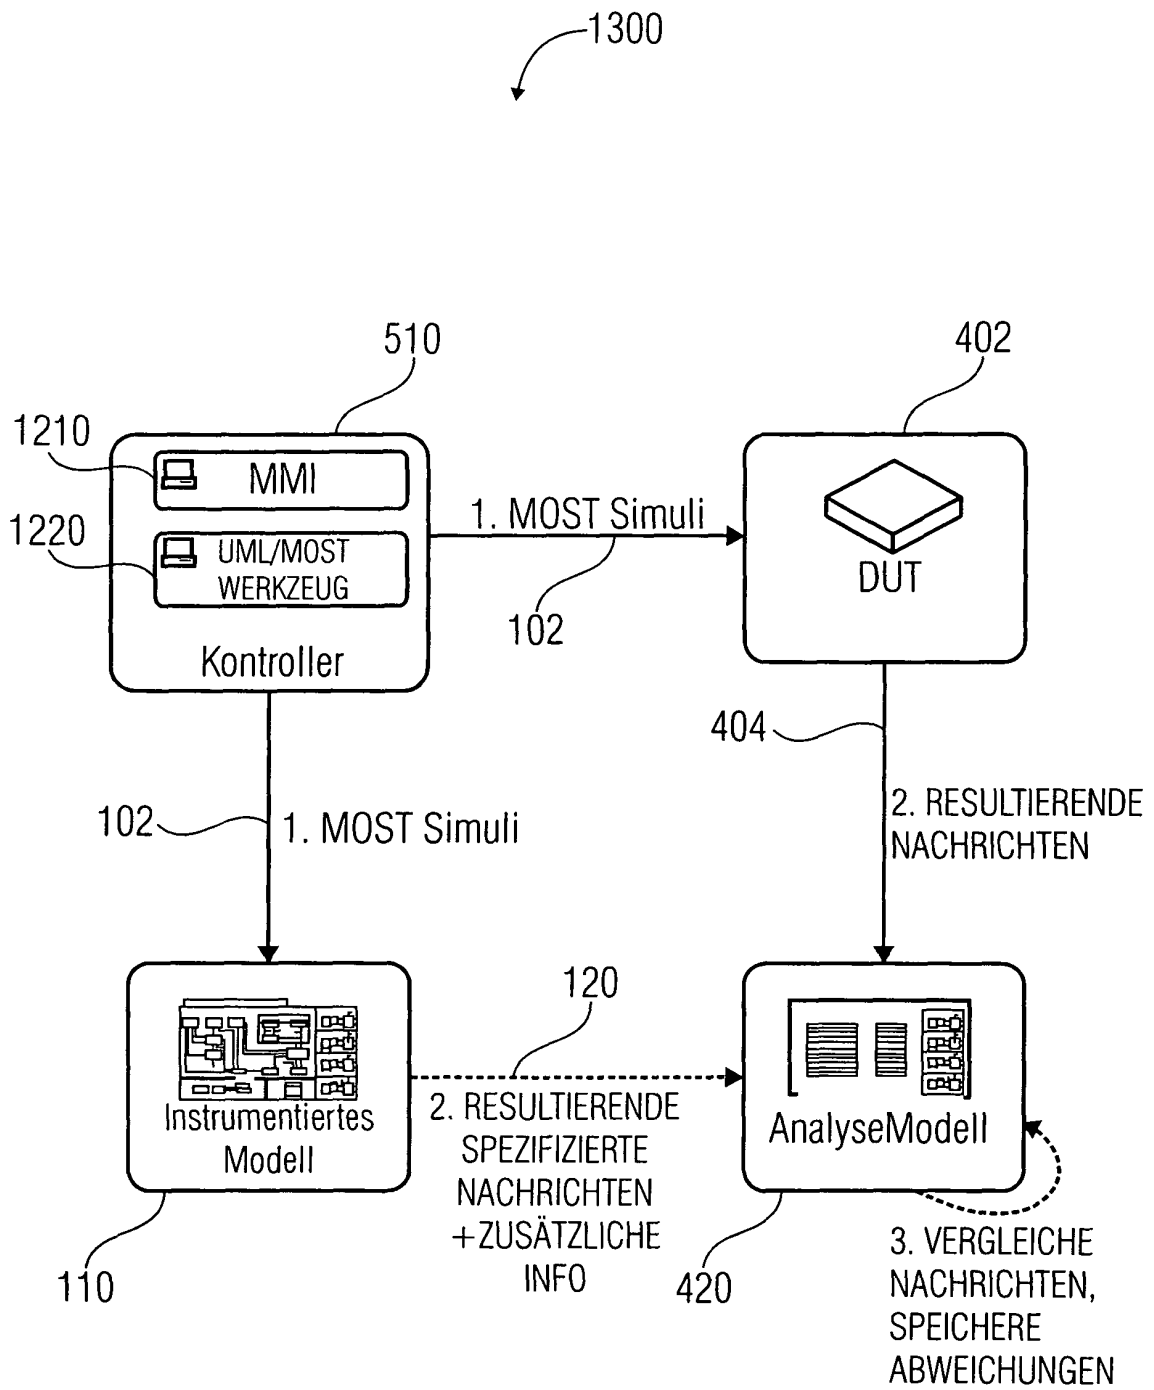 1300
510
402
1210
MMI
1220
UML/MOST
WERKZEUG
Kontroller
1. MOST Simuli
102
DUT
404
102
1. MOST Simuli
2. RESULTIERENDE
NACHRICHTEN
120
Instrumentiertes
Modell
2. RESULTIERENDE
SPEZIFIZIERTE
NACHRICHTEN
+ZUSÄTZLICHE
INFO
AnalyseModell
110
420
3. VERGLEICHE
NACHRICHTEN,
SPEICHERE
ABWEICHUNGEN